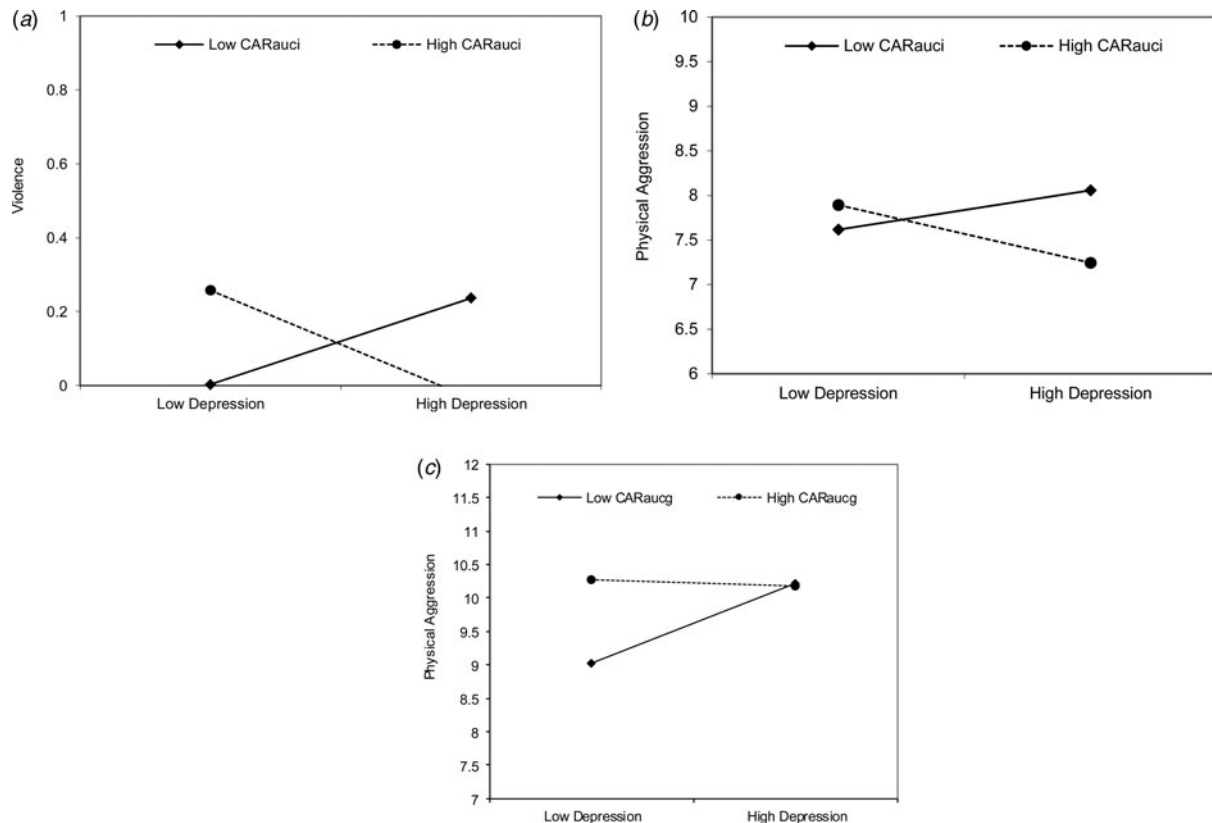 (a)
1
Low CARauci High CARauci
0.8
0.6
Violence
0.4
0.2
0
Low Depression High Depression
(b)
10
Low CARauci High CARauci
9.5
9
8.5
Physical Aggression
8
7.5
7
6.5
6
Low Depression High Depression
(c)
12
11.5
Low CARaucg High CARaucg
11
10.5
10
Physical Aggression
9.5
9
8.5
8
7.5
7
Low Depression High Depression